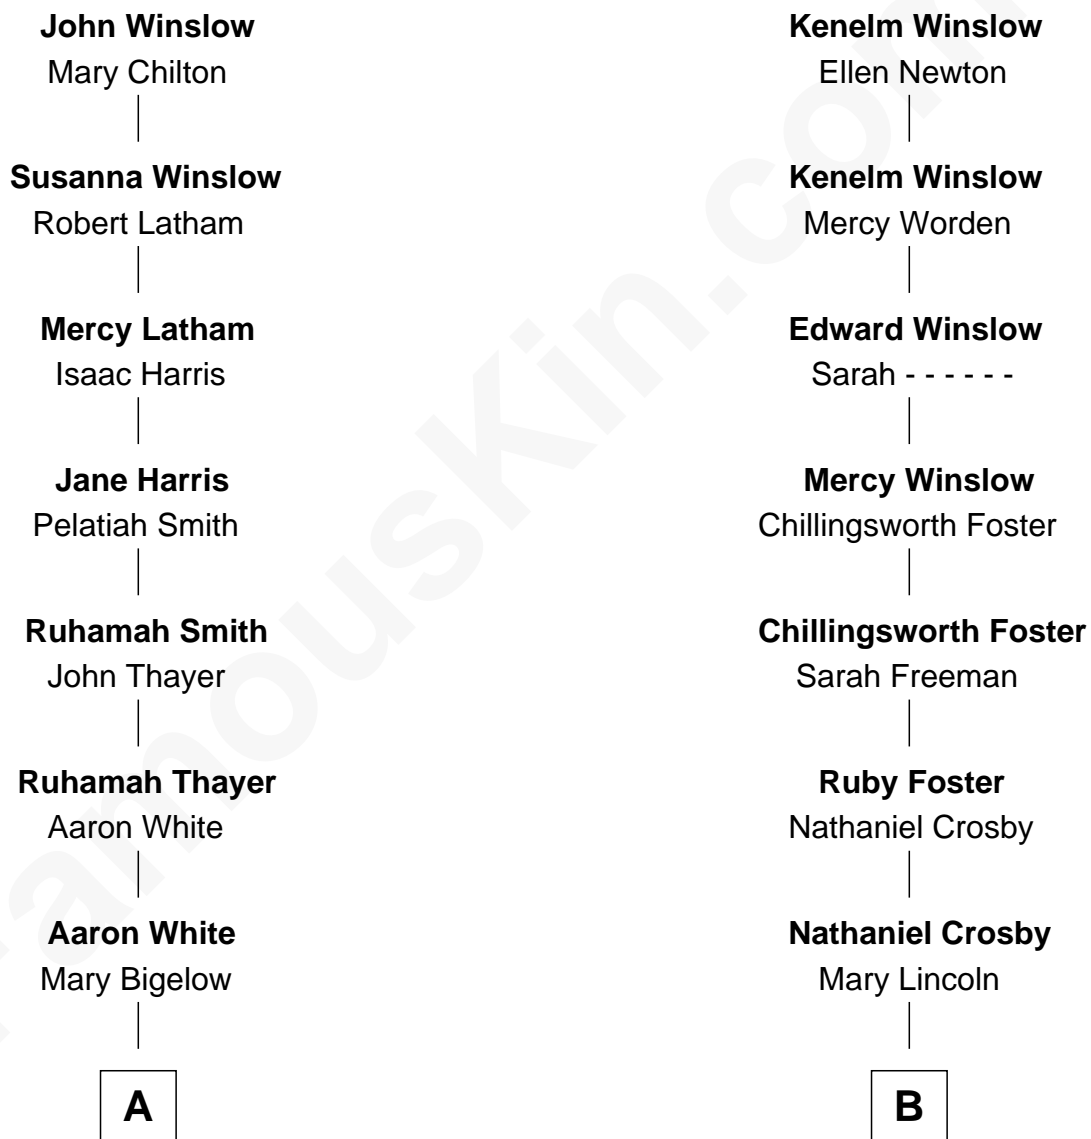 John Winslow
Mary Chilton
Susanna Winslow
Robert Latham
Mercy Latham
Isaac Harris
Jane Harris
Pelatiah Smith
Ruhamah Smith
John Thayer
Ruhamah Thayer
Aaron White
Aaron White
Mary Bigelow
A
Kenelm Winslow
Ellen Newton
Kenelm Winslow
Mercy Worden
Edward Winslow
Sarah - - - - - -
Mercy Winslow
Chillingsworth Foster
Chillingsworth Foster
Sarah Freeman
Ruby Foster
Nathaniel Crosby
Nathaniel Crosby
Mary Lincoln
B
FamousKin.com